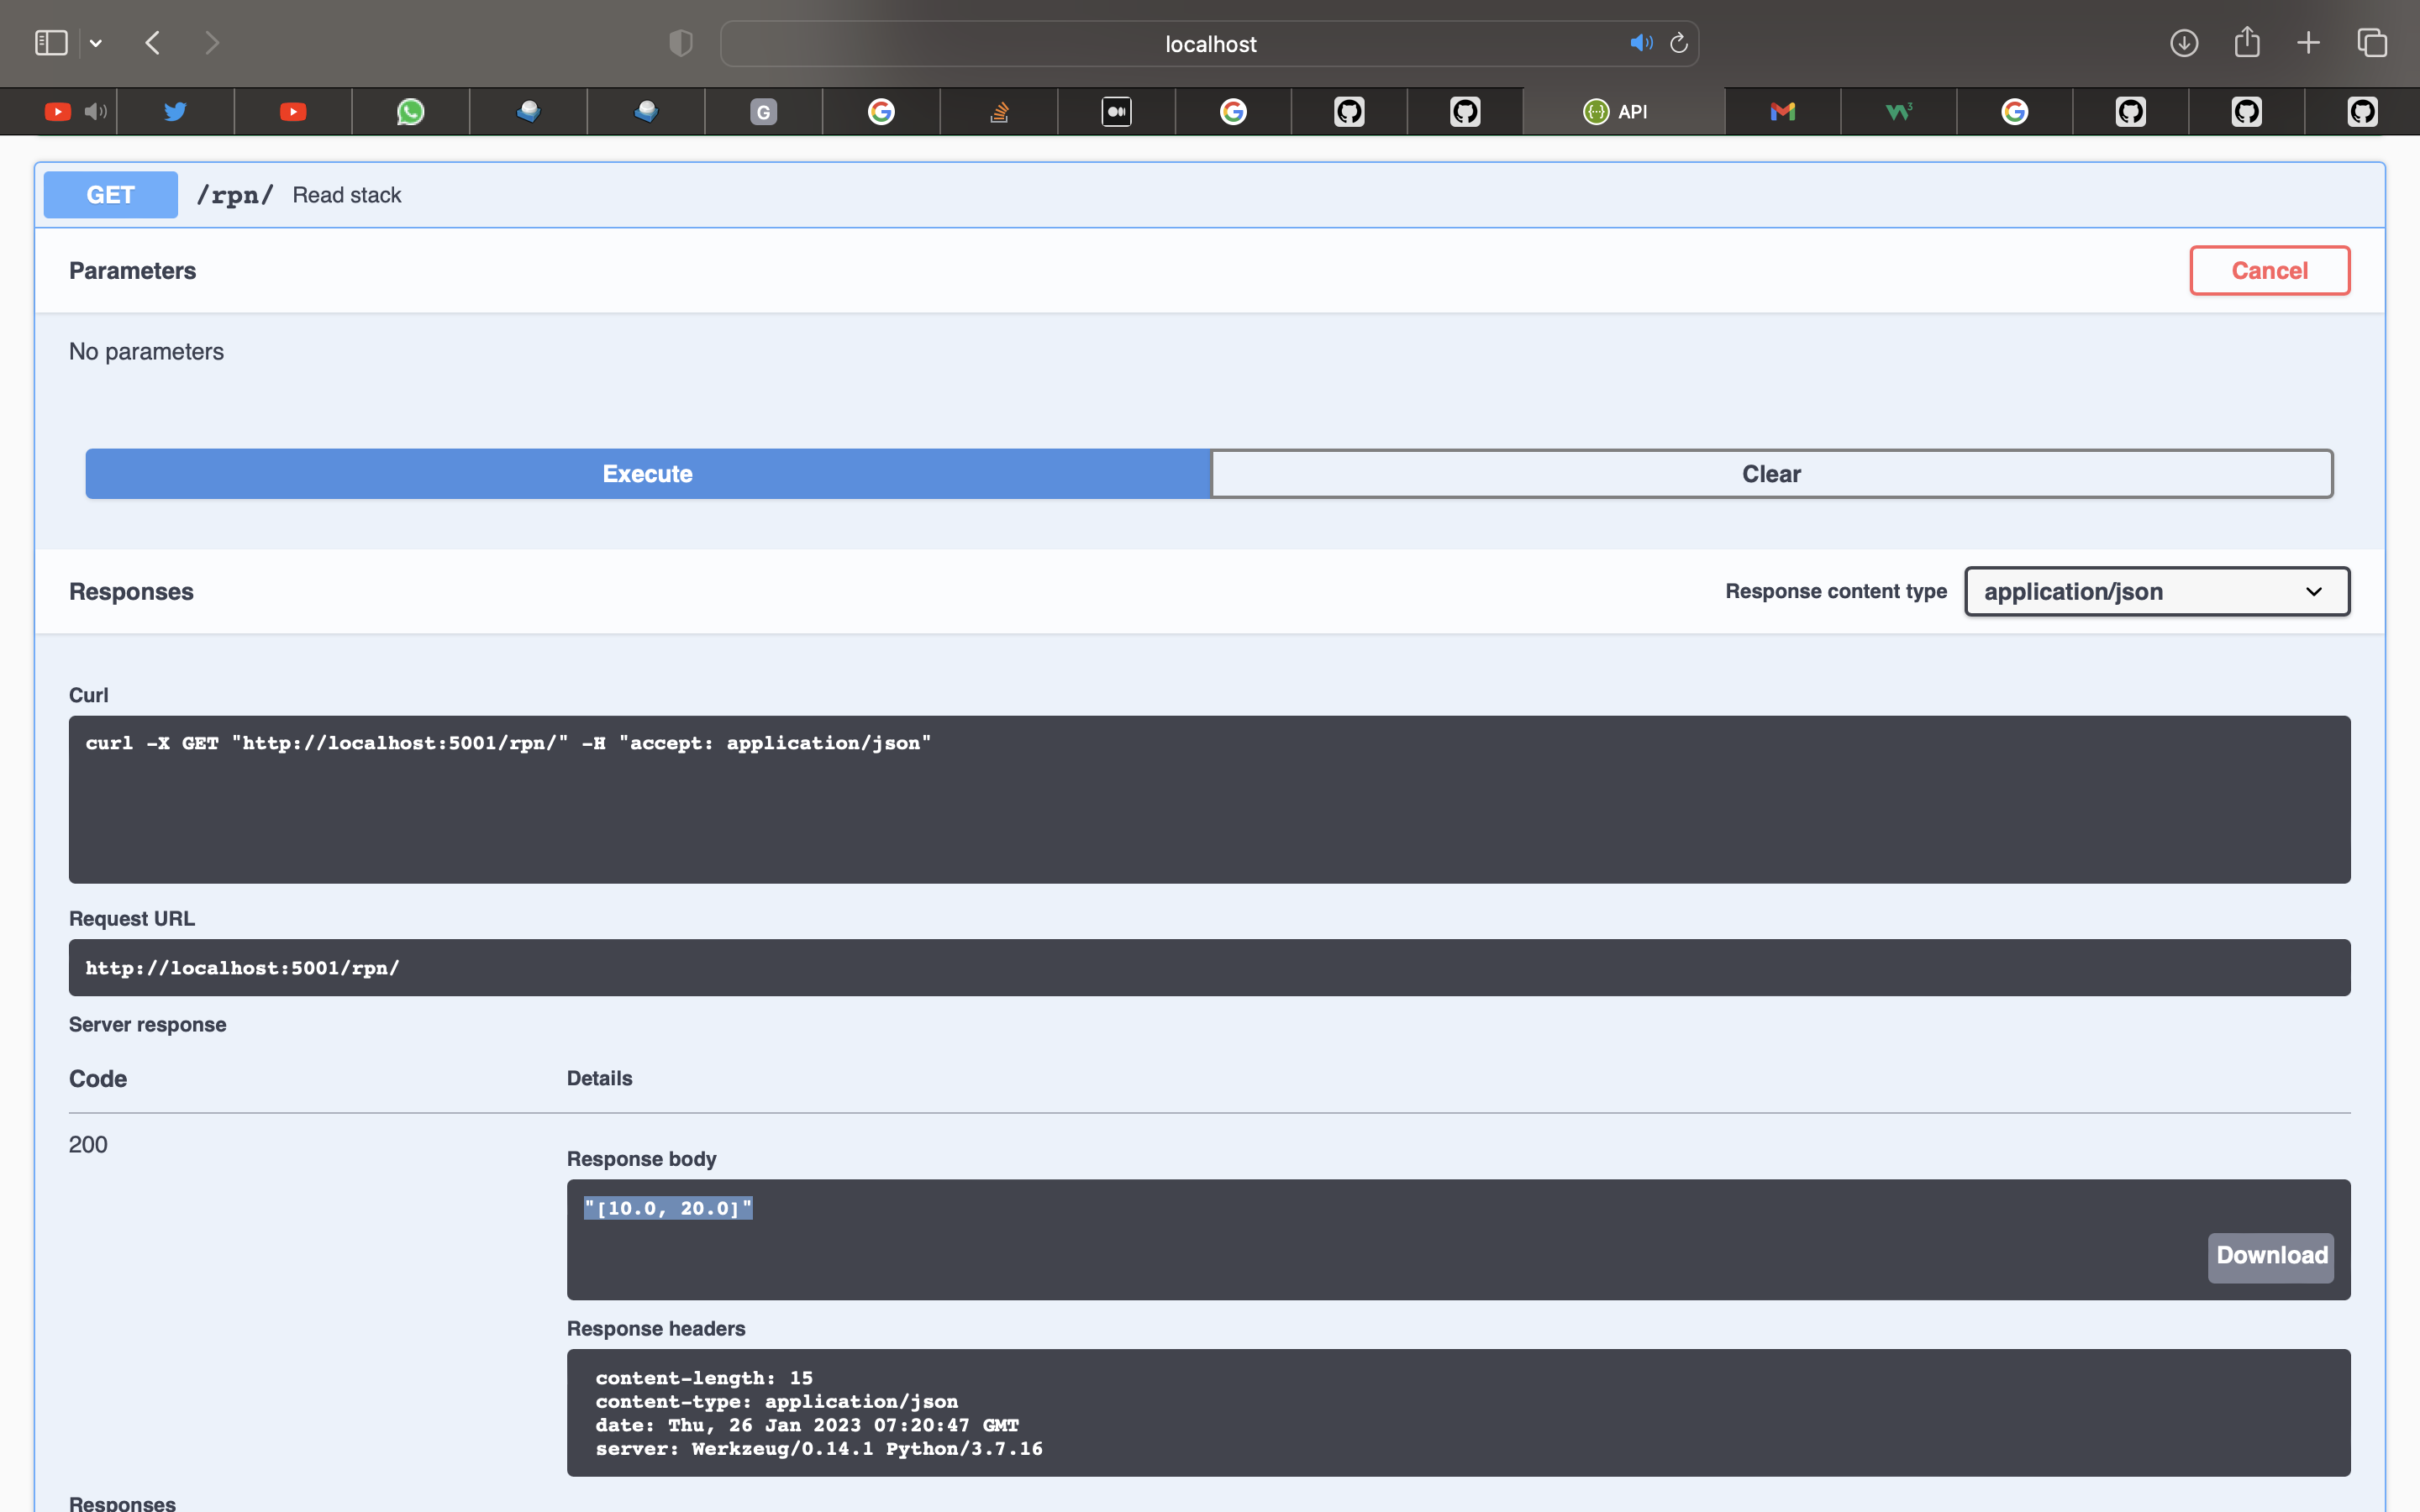 localhost
G
API
3
GET /rpn/ Read stack
Parameters
Cancel
No parameters
Execute
Clear
Responses
Response content type
application/json
Curl
curl -X GET "http://localhost:5001/rpn/" -H "accept: application/json"
Request URL
http://localhost:5001/rpn/
Server response
Code
Details
200
Response body
"[10.0, 20.0]"
Download
Response headers
content-length: 15
content-type: application/json
date: Thu, 26 Jan 2023 07:20:47 GMT
server: Werkzeug/0.14.1 Python/3.7.16
Responses